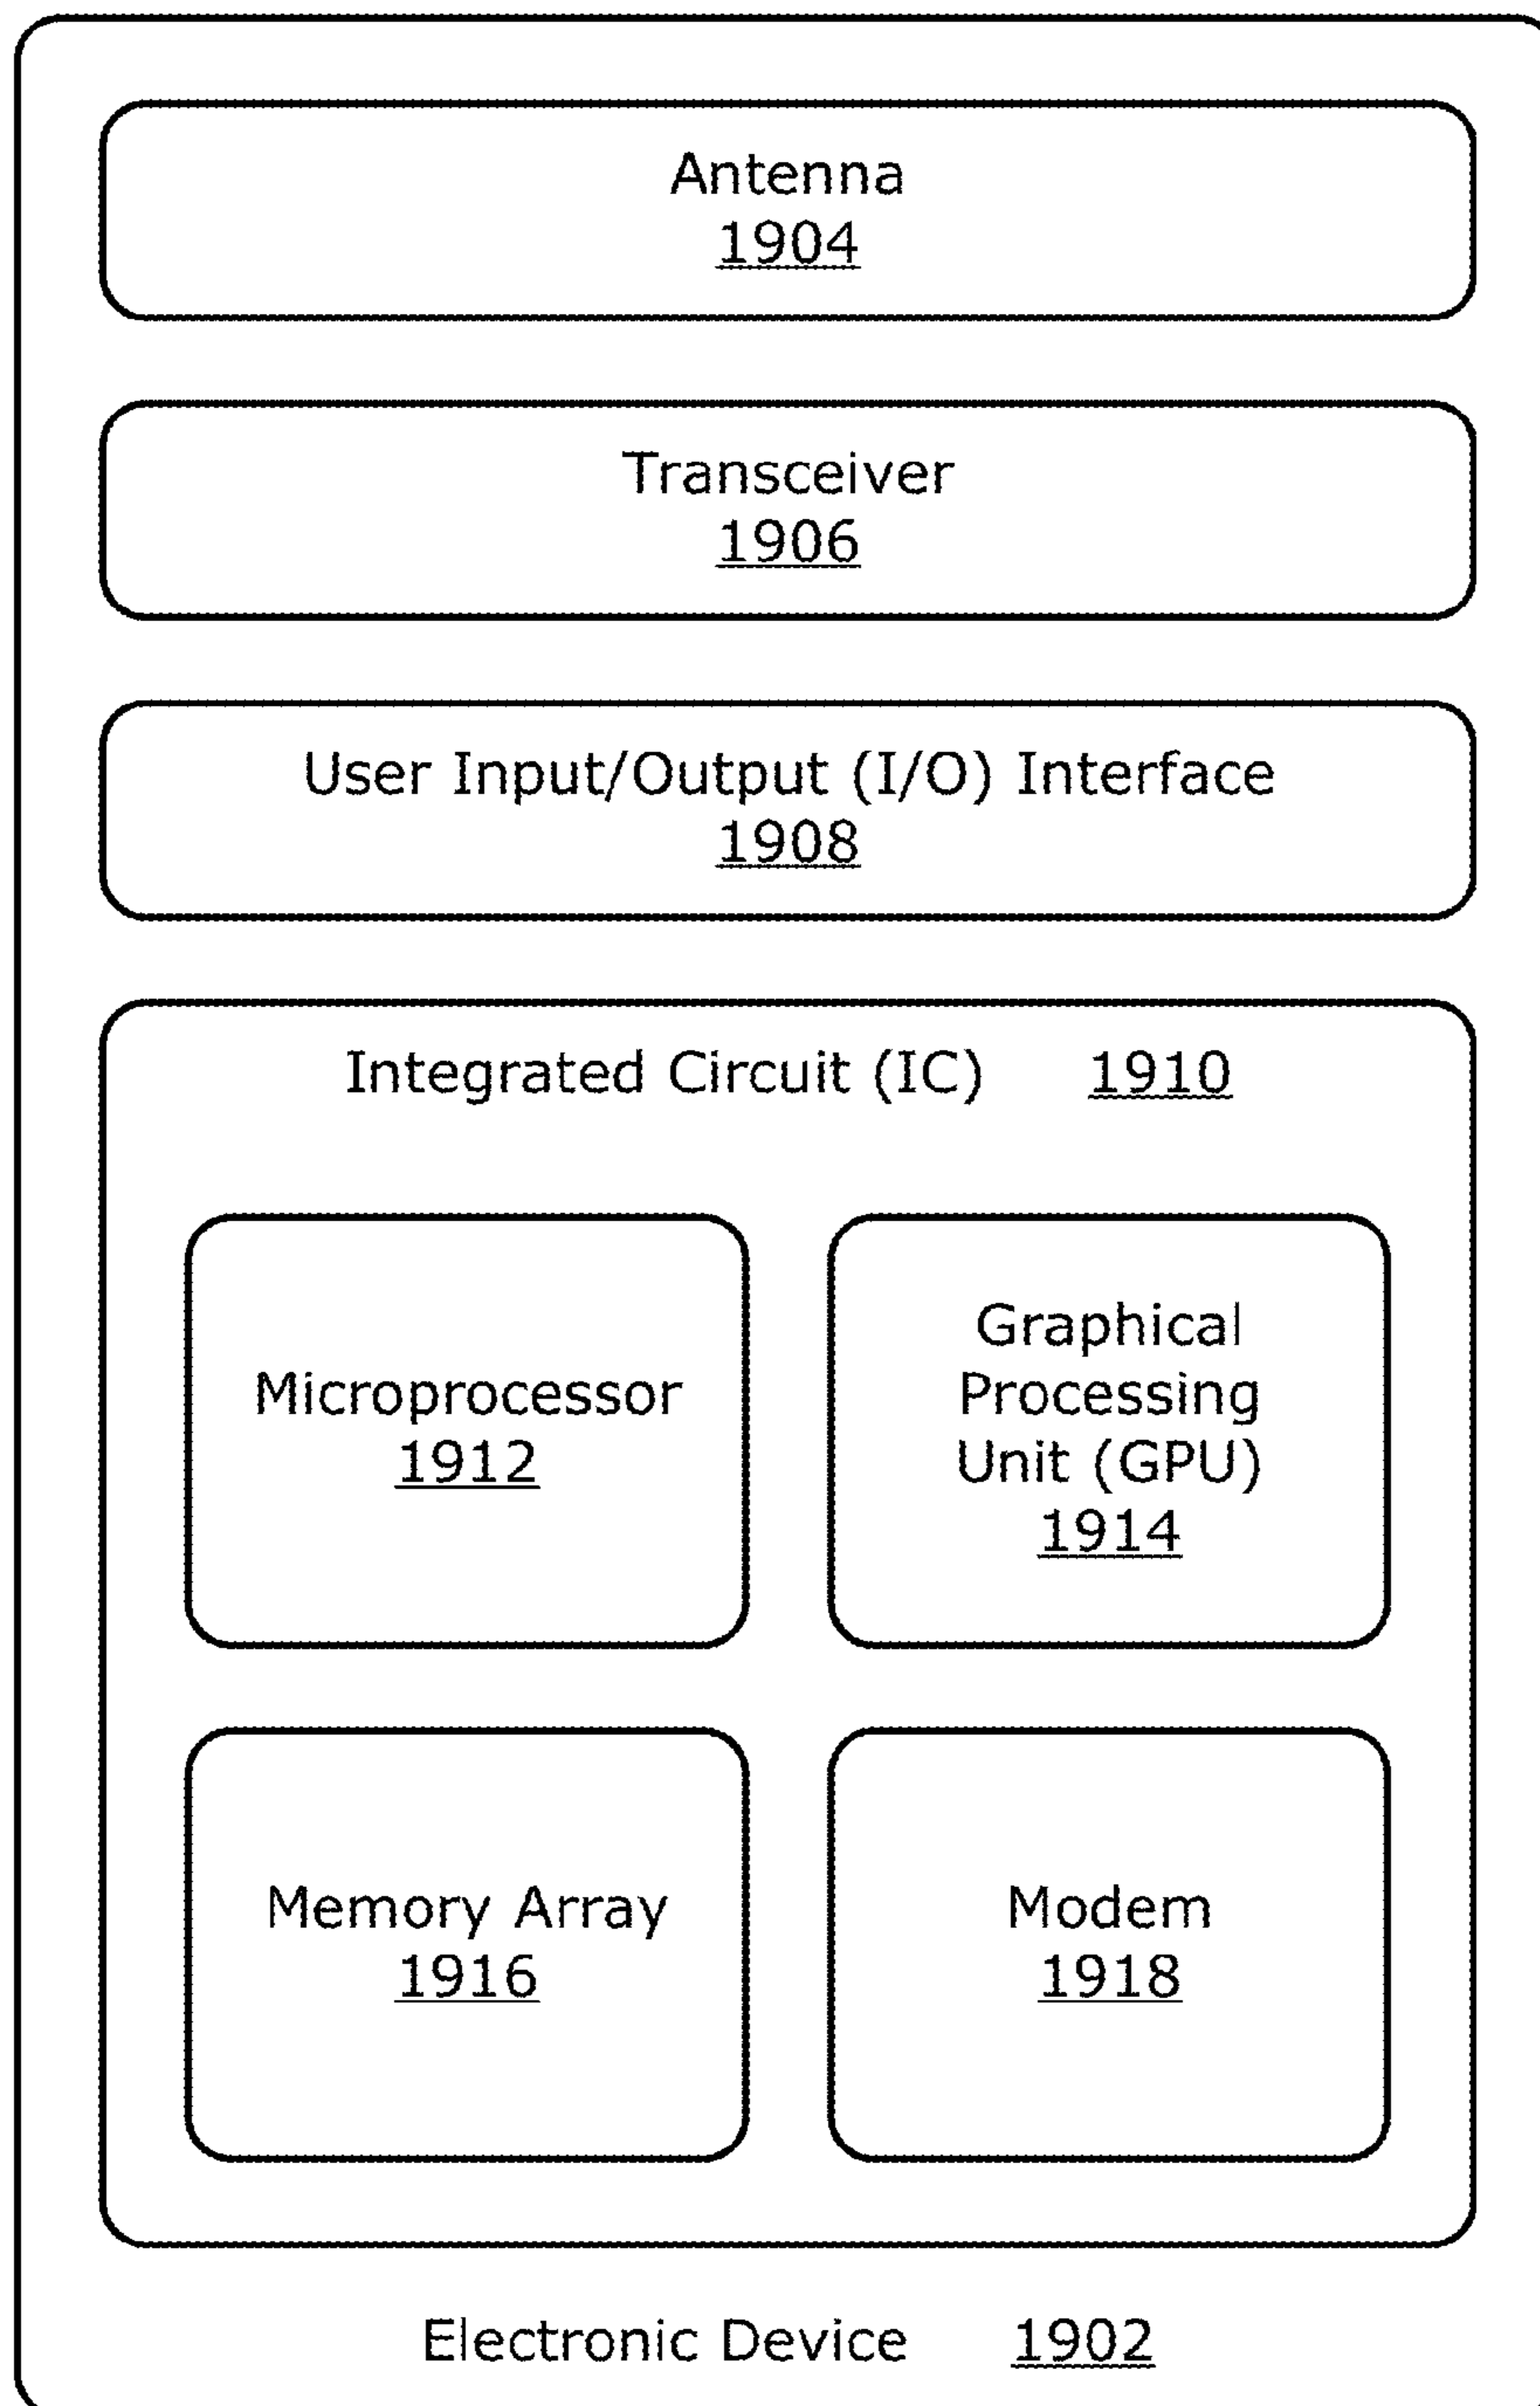 Antenna
1904
Transceiver
1906
User Input/Output (I/O) Interface
1908
Integrated Circuit (IC) 1910
Microprocessor
1912
Graphical
Processing
Unit (GPU)
1914
Memory Array
1916
Modem
1918
Electronic Device 1902